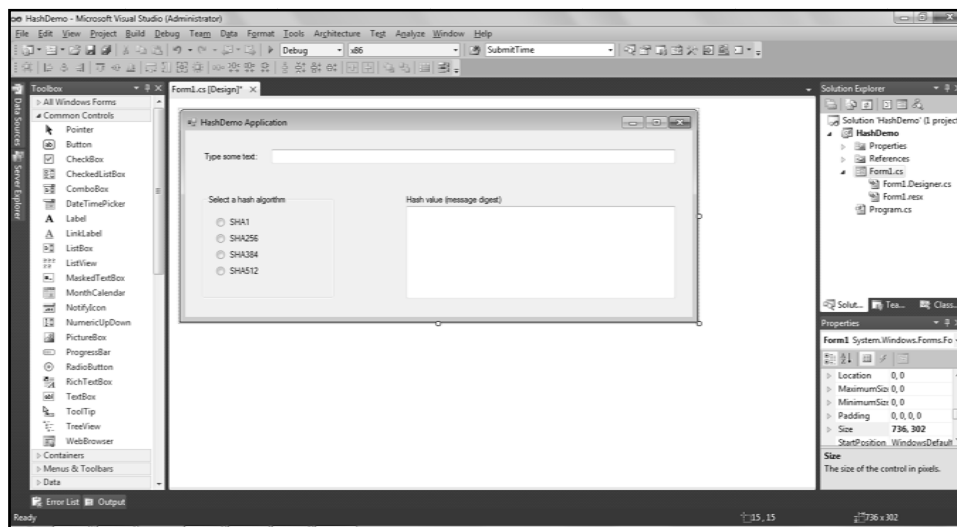 HashDemo - Microsoft Visual Studio (Administrator)
File Edit View Project Build Debug Team Data Format Tools Architecture Test Analyze Window Help
Debug x86 SubmitTime
Toolbox
All Windows Forms
Common Controls
Pointer
Button
CheckBox
CheckedListBox
ComboBox
DateTimePicker
Label
LinkLabel
ListBox
ListView
MaskedTextBox
MonthCalendar
NotifyIcon
NumericUpDown
PictureBox
ProgressBar
RadioButton
RichTextBox
TextBox
ToolTip
TreeView
WebBrowser
Containers
Menus & Toolbars
Data
Data Sources
Server Explorer
Form1.cs [Design]*
HashDemo Application
Type some text:
Select a hash algorithm
SHA1
SHA256
SHA384
SHA512
Hash value (message digest)
Solution Explorer
Solution 'HashDemo' (1 project
HashDemo
Properties
References
Form1.cs
Form1.Designer.cs
Form1.resx
Program.cs
Solut... Tea... Class...
Properties
Form1 System.Windows.Forms.Fo
Location 0, 0
MaximumSiz 0, 0
MinimumSiz 0, 0
Padding 0, 0, 0, 0
Size 736, 302
StartPosition WindowsDefault
Size
The size of the control in pixels.
Error List Output
Ready 15 , 15 736 x 302